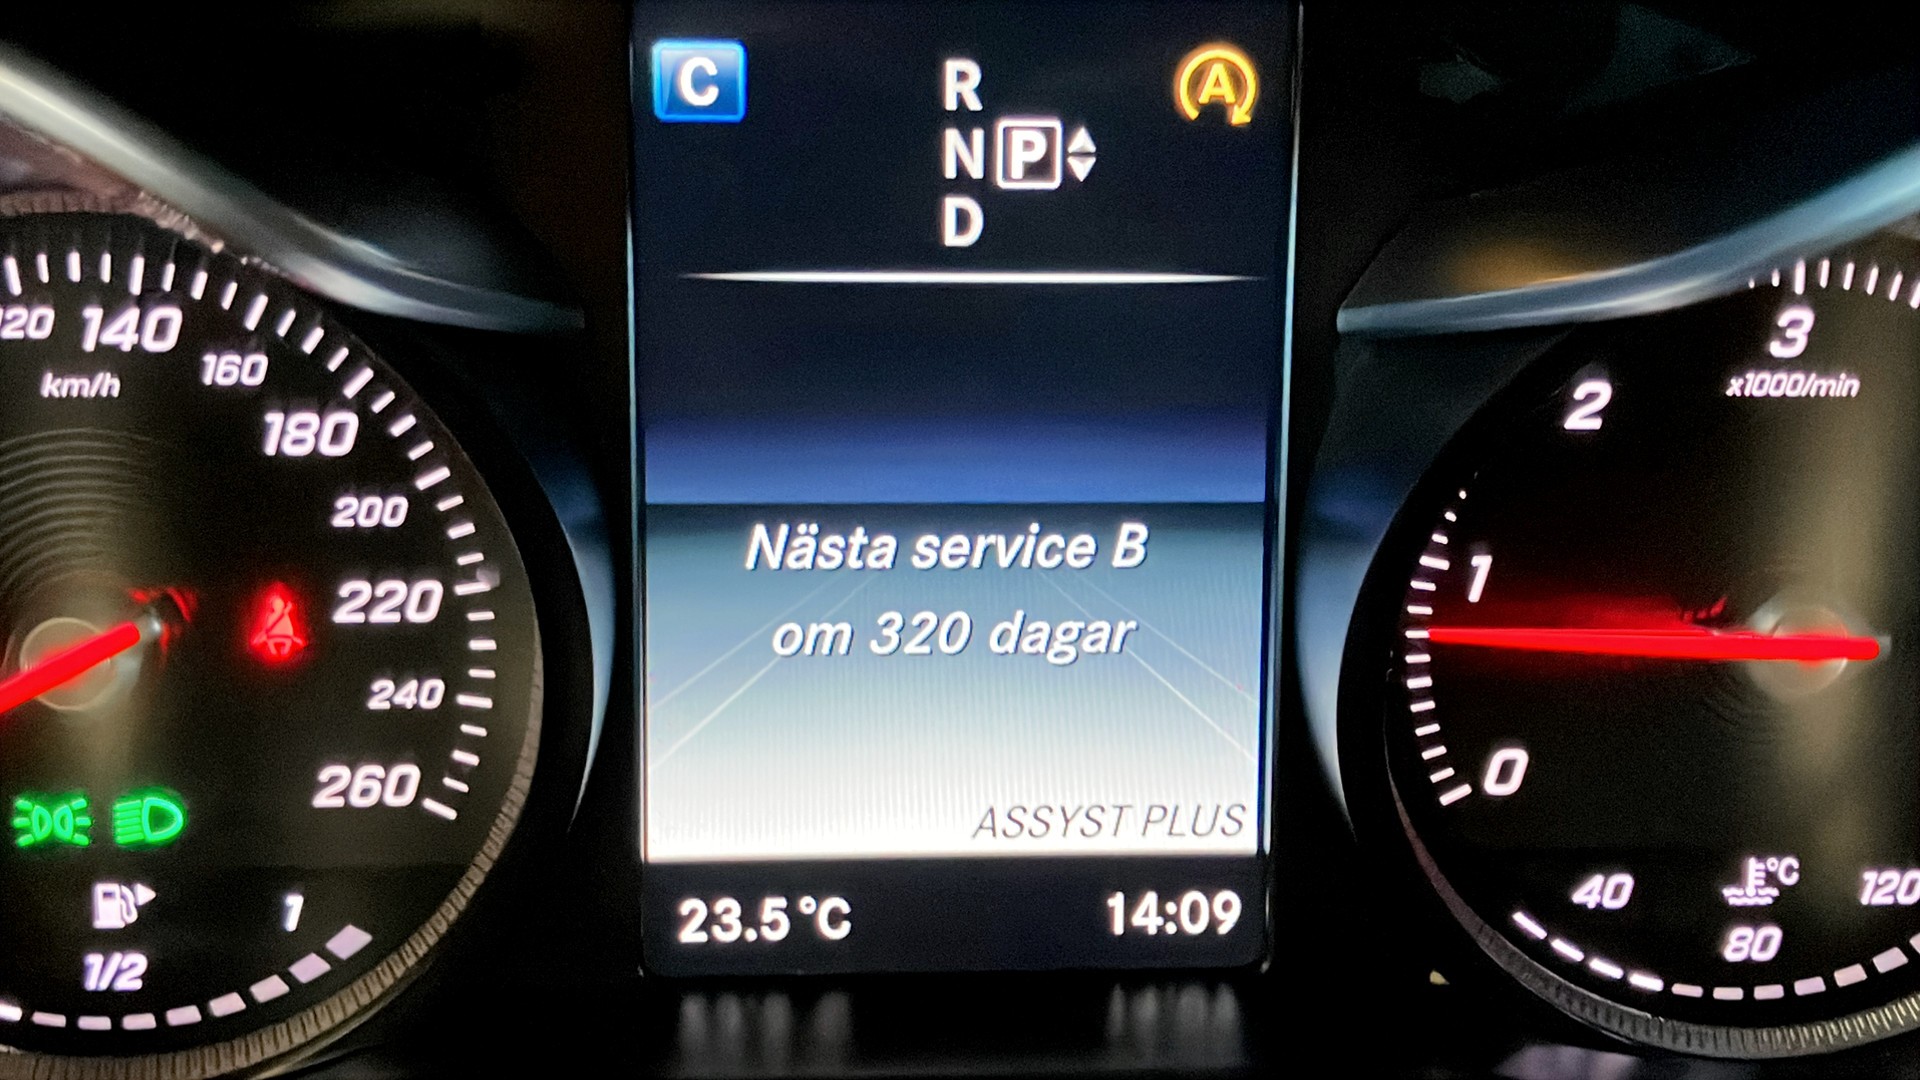 C
R
N P
D
A
120 140 160 180 200 220 240 260
km/h
1/2 1
Nästa service B
om 320 dagar
ASSYST PLUS
23.5 °C 14:09
0 1 2 3
x1000/min
°C
40 80 120